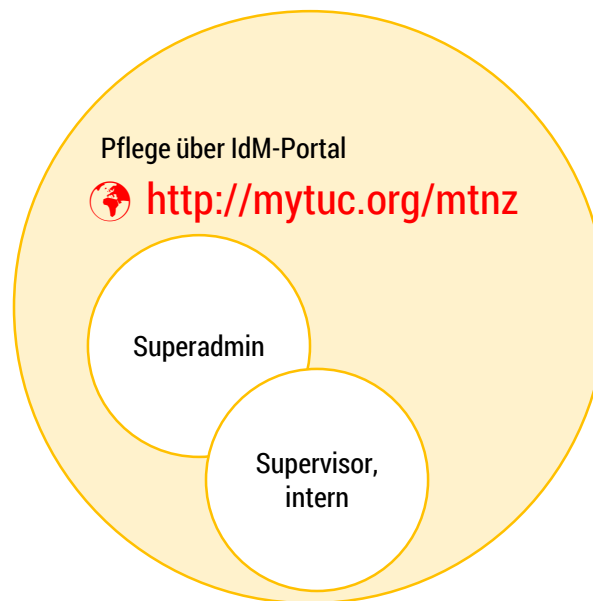 Pflege über IdM-Portal
http://mytuc.org/mtnz
Superadmin
Supervisor,
intern